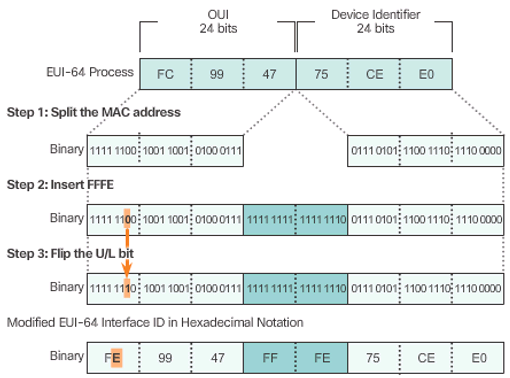 OUI Device Identifier
24 bits 24 bits
EUI-64 Process FC 99 47 75 CE E0
Step 1: Split the MAC address
Binary 1111 1100 1001 1001 0100 0111 0111 0101 1100 1110 1110 0000
Step 2: Insert FFFE
Binary 1111 1100 1001 1001 0100 0111 1111 1111 1111 1110 0111 0101 1100 1110 1110 0000
Step 3: Flip the U/L bit
Binary 1111 1110 1001 1001 0100 0111 1111 1111 1111 1110 0111 0101 1100 1110 1110 0000
Modified EUI-64 Interface ID in Hexadecimal Notation
Binary FE 99 47 FF FE 75 CE E0